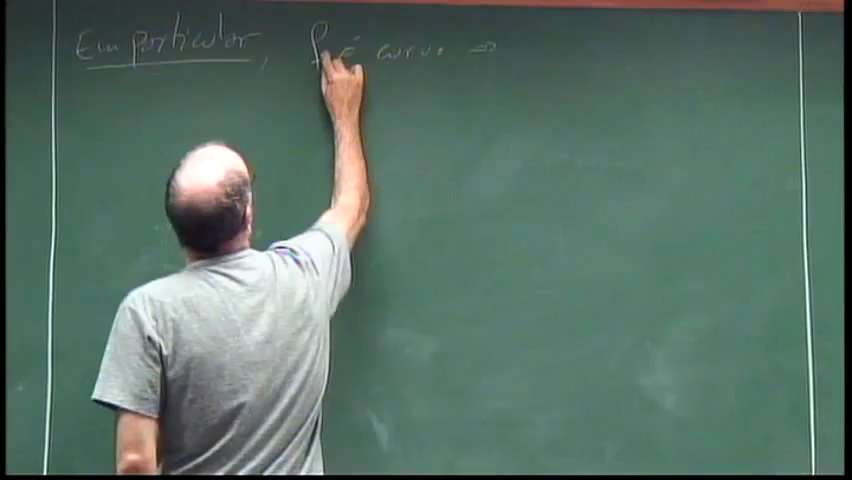 Em particular, f é curva ⇒